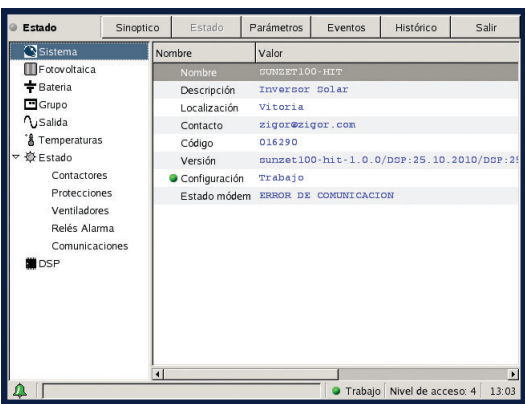 Estado Sinoptico Estado Parámetros Eventos Histórico Salir
Sistema
Fotovoltaica
Bateria
Grupo
Salida
Temperaturas
Estado
Contactores
Protecciones
Ventiladores
Relés Alarma
Comunicaciones
DSP
Nombre Valor
Nombre SUNZET100-HIT
Descripción Inversor Solar
Localización Vitoria
Contacto zigor@zigor.com
Código 016290
Versión sunzet100-hit-1.0.0/DSP:25.10.2010/DSP:25
Configuración Trabajo
Estado módem ERROR DE COMUNICACION
Trabajo Nivel de acceso: 4 13:03